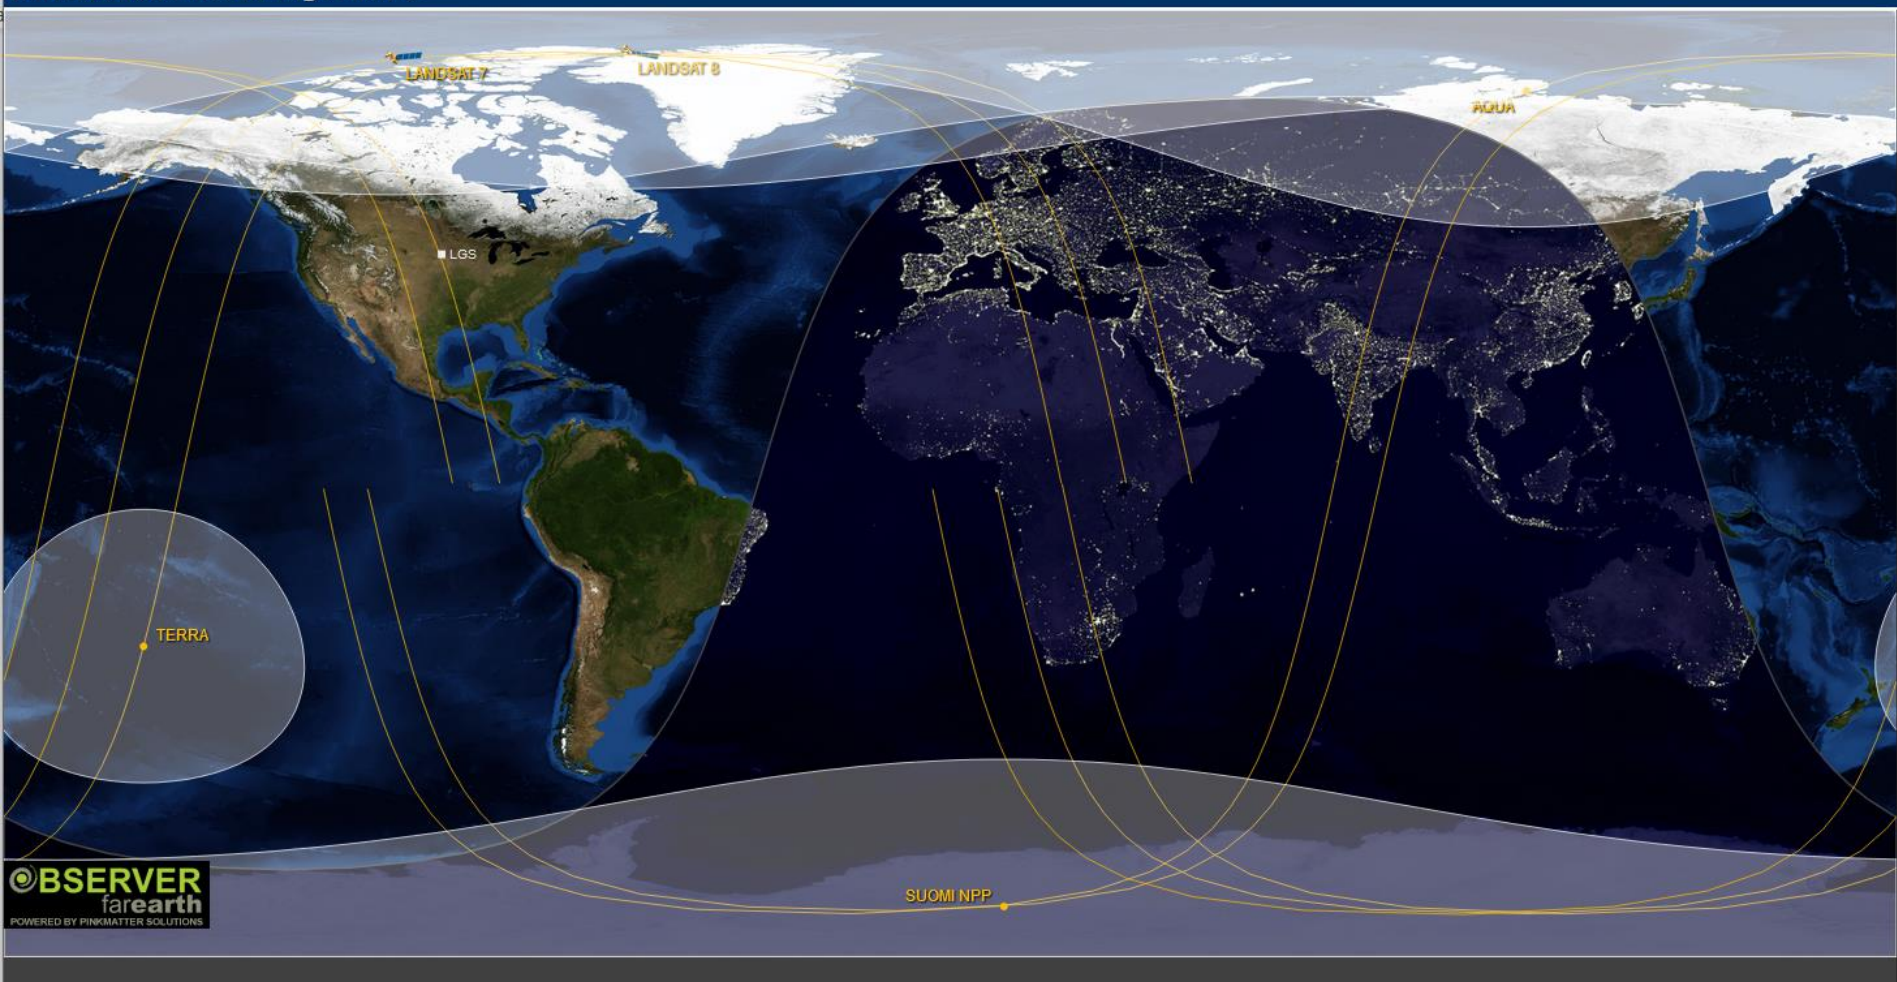 LANDSAT 7
LANDSAT 8
AQUA
LGS
TERRA
SUOMI NPP
OBSERVER
farearth
POWERED BY PINKMATTER SOLUTIONS